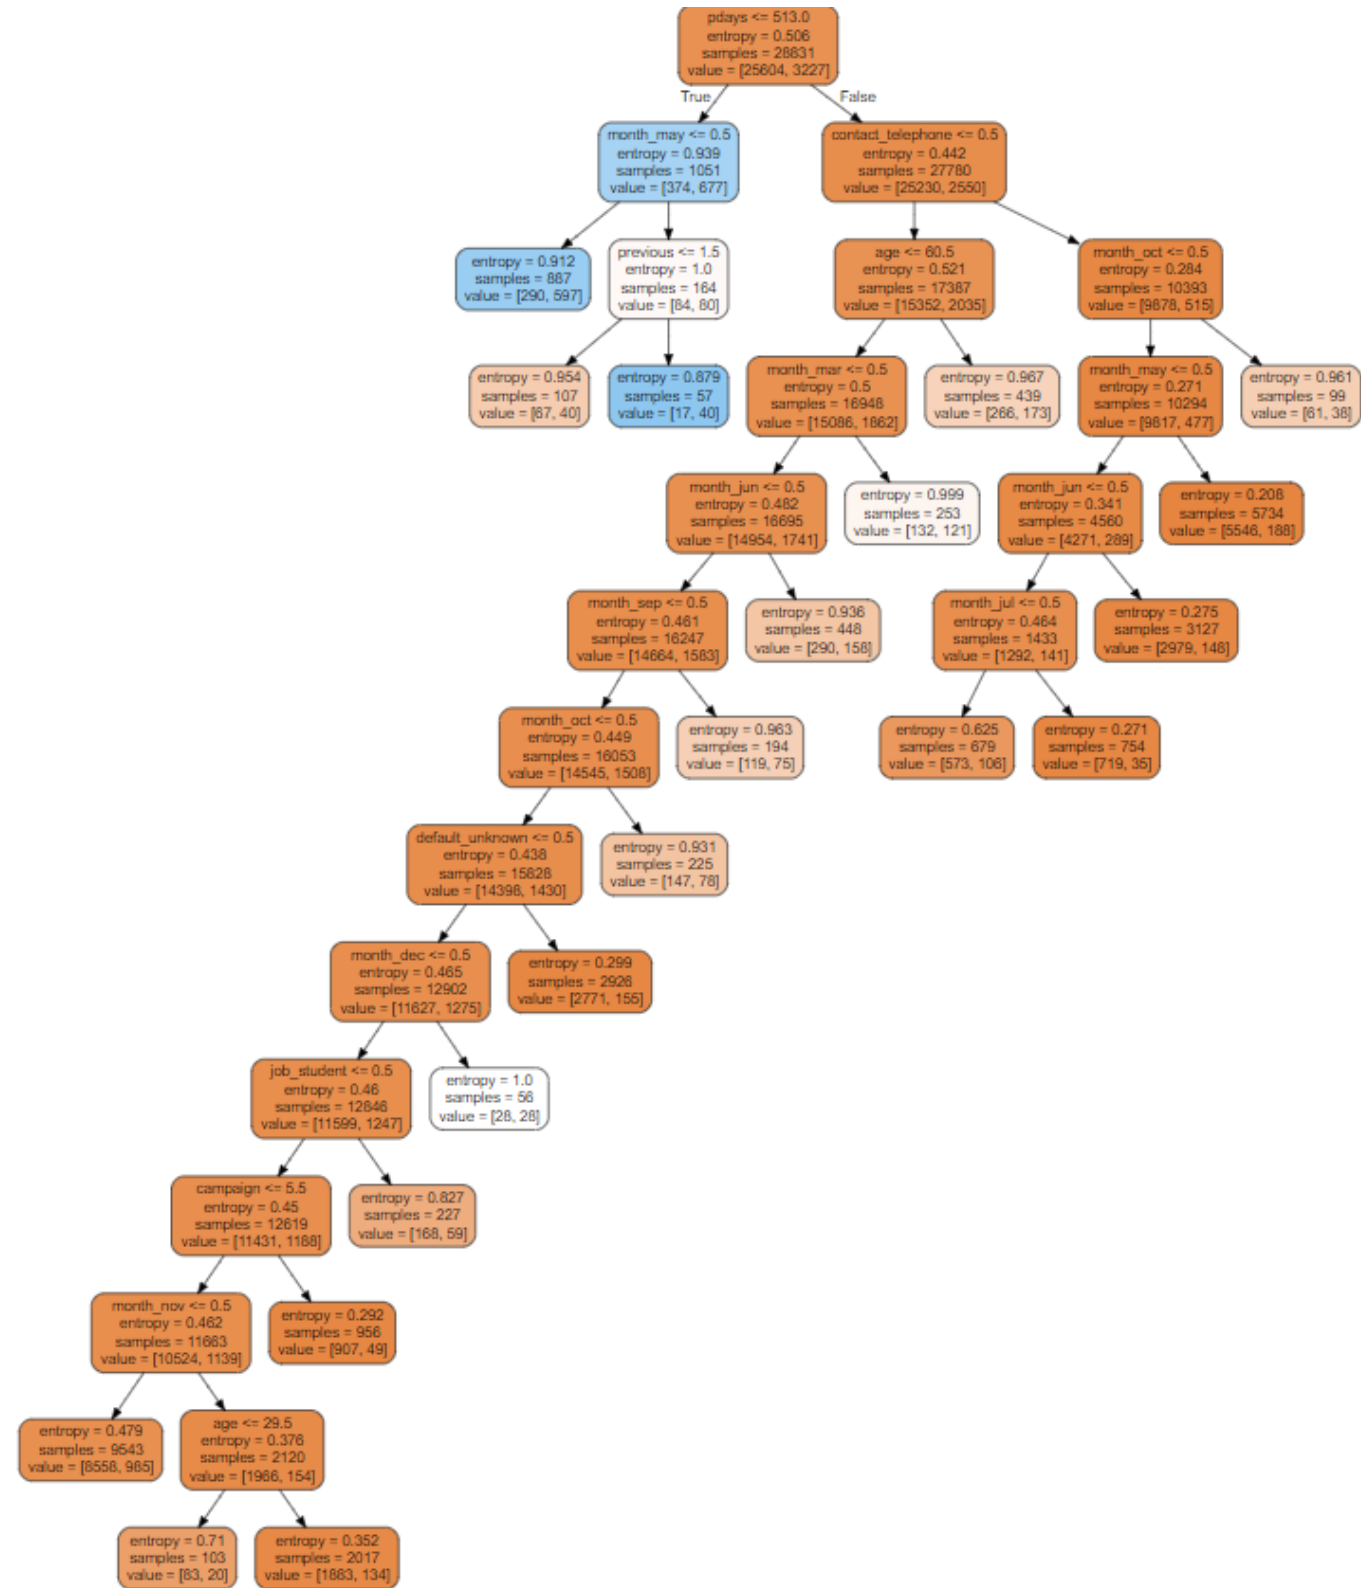 pdays <= 513.0
entropy = 0.506
samples = 28831
value = [25604, 3227]
True
False
month_may <= 0.5
entropy = 0.939
samples = 1051
value = [374, 677]
contact_telephone <= 0.5
entropy = 0.442
samples = 27780
value = [25230, 2550]
entropy = 0.912
samples = 887
value = [290, 597]
previous <= 1.5
entropy = 1.0
samples = 164
value = [84, 80]
age <= 60.5
entropy = 0.521
samples = 17387
value = [15352, 2035]
month_oct <= 0.5
entropy = 0.284
samples = 10393
value = [9878, 515]
entropy = 0.954
samples = 107
value = [67, 40]
entropy = 0.879
samples = 57
value = [17, 40]
month_mar <= 0.5
entropy = 0.5
samples = 16948
value = [15086, 1862]
entropy = 0.967
samples = 439
value = [266, 173]
month_may <= 0.5
entropy = 0.271
samples = 10294
value = [9817, 477]
entropy = 0.961
samples = 99
value = [61, 38]
month_jun <= 0.5
entropy = 0.482
samples = 16695
value = [14954, 1741]
entropy = 0.999
samples = 253
value = [132, 121]
month_jun <= 0.5
entropy = 0.341
samples = 4560
value = [4271, 289]
entropy = 0.208
samples = 5734
value = [5546, 188]
month_sep <= 0.5
entropy = 0.461
samples = 16247
value = [14664, 1583]
entropy = 0.936
samples = 448
value = [290, 158]
month_jul <= 0.5
entropy = 0.464
samples = 1433
value = [1292, 141]
entropy = 0.275
samples = 3127
value = [2979, 148]
month_oct <= 0.5
entropy = 0.449
samples = 16053
value = [14545, 1508]
entropy = 0.963
samples = 194
value = [119, 75]
entropy = 0.625
samples = 679
value = [573, 106]
entropy = 0.271
samples = 754
value = [719, 35]
default_unknown <= 0.5
entropy = 0.438
samples = 15828
value = [14398, 1430]
entropy = 0.931
samples = 225
value = [147, 78]
month_dec <= 0.5
entropy = 0.465
samples = 12902
value = [11627, 1275]
entropy = 0.299
samples = 2926
value = [2771, 155]
job_student <= 0.5
entropy = 0.46
samples = 12846
value = [11599, 1247]
entropy = 1.0
samples = 56
value = [28, 28]
campaign <= 5.5
entropy = 0.45
samples = 12619
value = [11431, 1188]
entropy = 0.827
samples = 227
value = [168, 59]
month_nov <= 0.5
entropy = 0.462
samples = 11663
value = [10524, 1139]
entropy = 0.292
samples = 956
value = [907, 49]
entropy = 0.479
samples = 9543
value = [8558, 985]
age <= 29.5
entropy = 0.376
samples = 2120
value = [1966, 154]
entropy = 0.71
samples = 103
value = [83, 20]
entropy = 0.352
samples = 2017
value = [1883, 134]